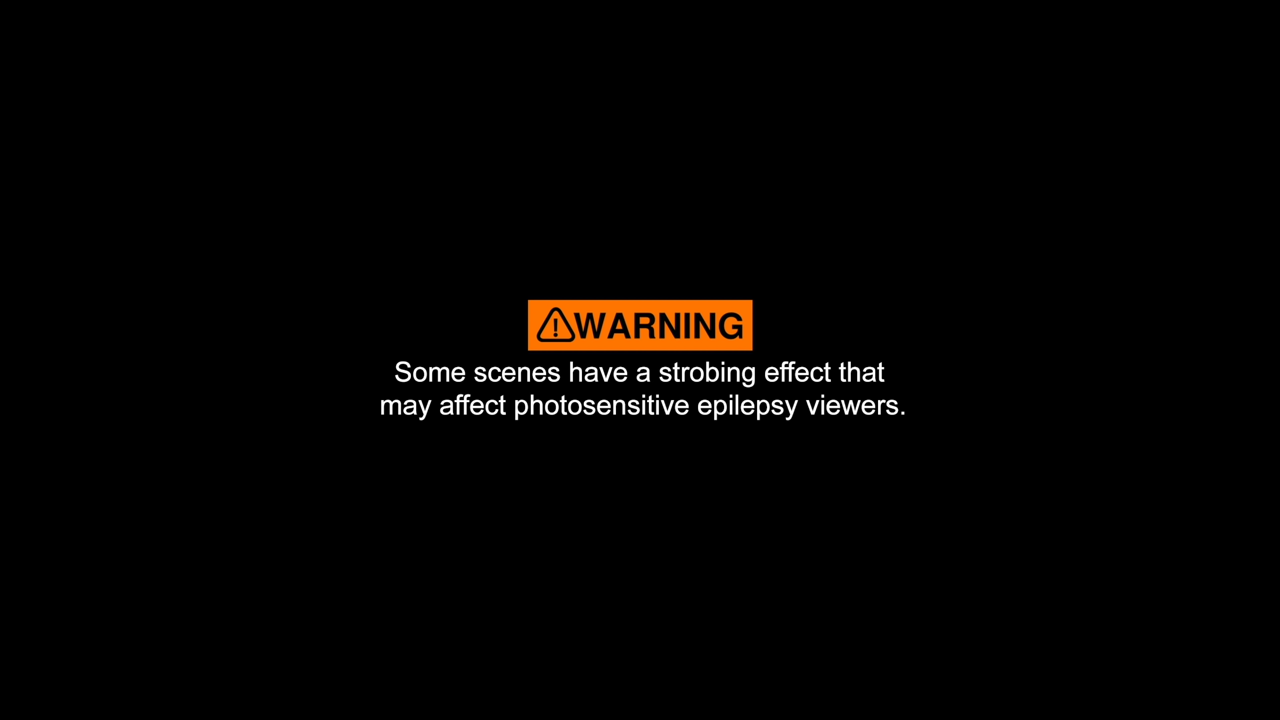 WARNING
Some scenes have a strobing effect that
may affect photosensitive epilepsy viewers.